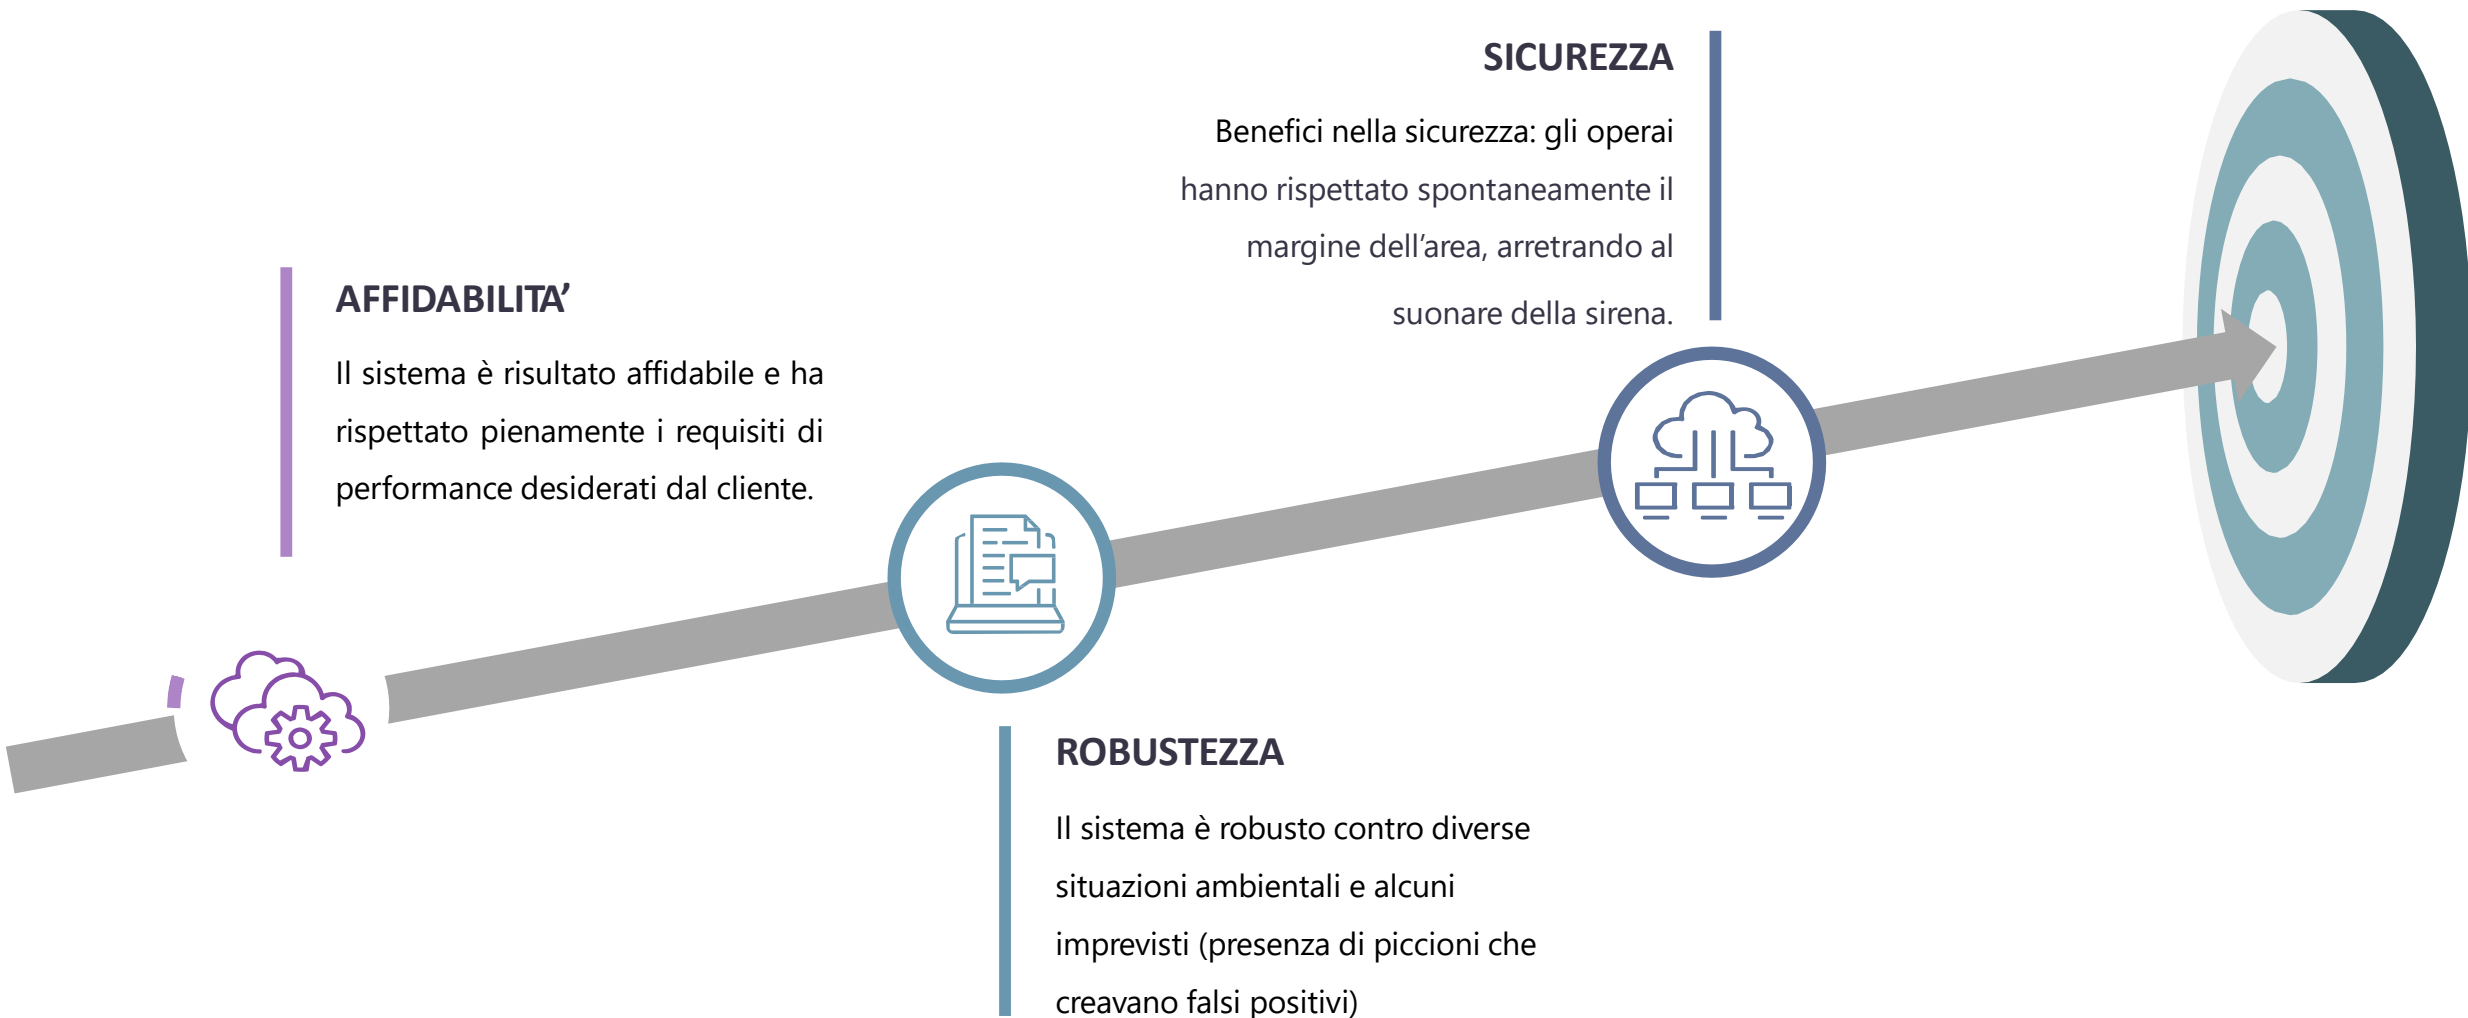 AFFIDABILITA’
Il sistema è risultato affidabile e ha
rispettato pienamente i requisiti di
performance desiderati dal cliente.
ROBUSTEZZA
Il sistema è robusto contro diverse
situazioni ambientali e alcuni
imprevisti (presenza di piccioni che
creavano falsi positivi)
SICUREZZA
Benefici nella sicurezza: gli operai
hanno rispettato spontaneamente il
margine dell’area, arretrando al
suonare della sirena.